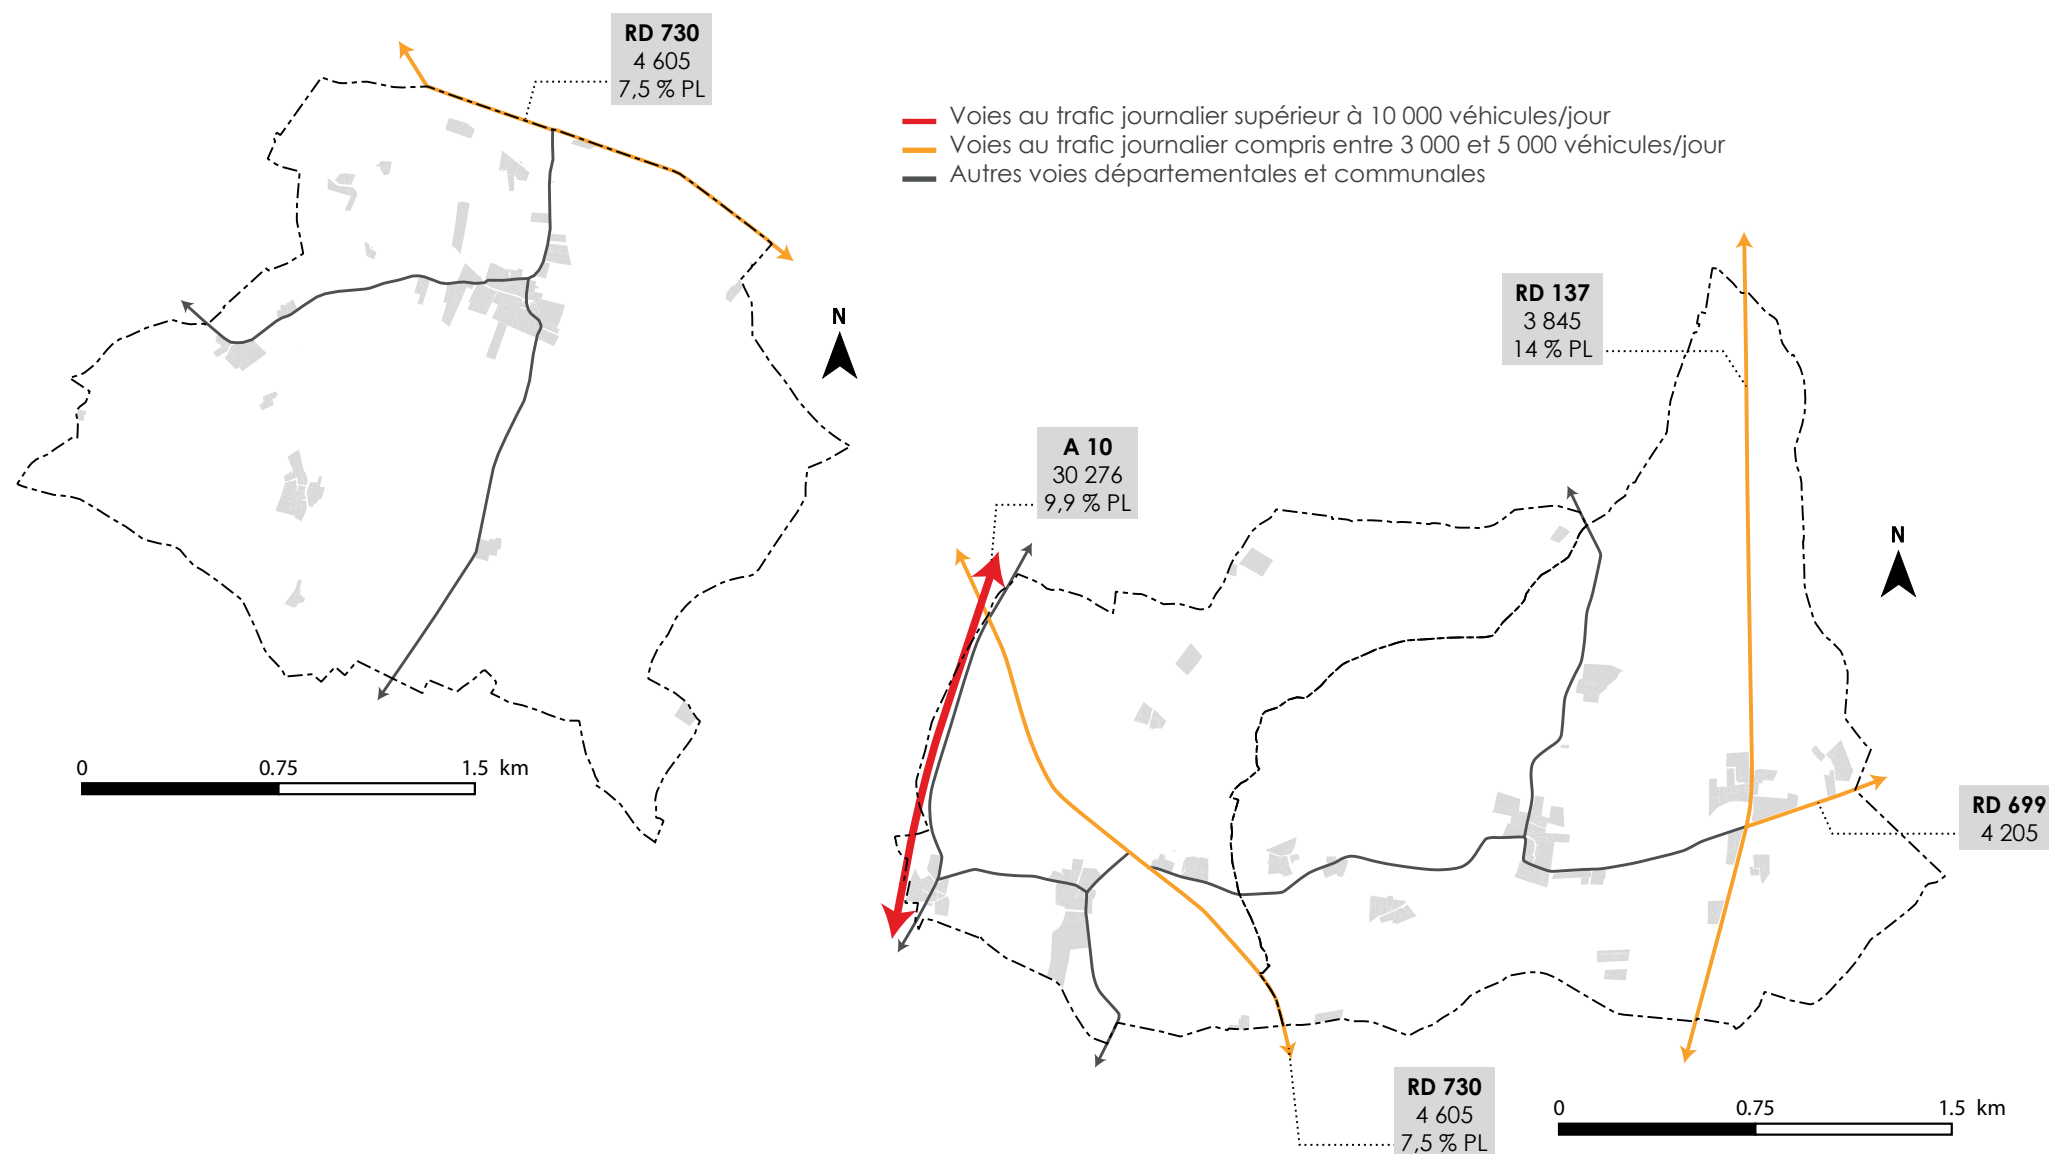 RD 730
4 605
7,5 % PL
Voies au trafic journalier supérieur à 10 000 véhicules/jour
Voies au trafic journalier compris entre 3 000 et 5 000 véhicules/jour
Autres voies départementales et communales
RD 137
3 845
14 % PL
N
A 10
30 276
9,9 % PL
N
0 0.75 1.5 km
RD 699
4 205
RD 730
4 605
7,5 % PL
0 0.75 1.5 km